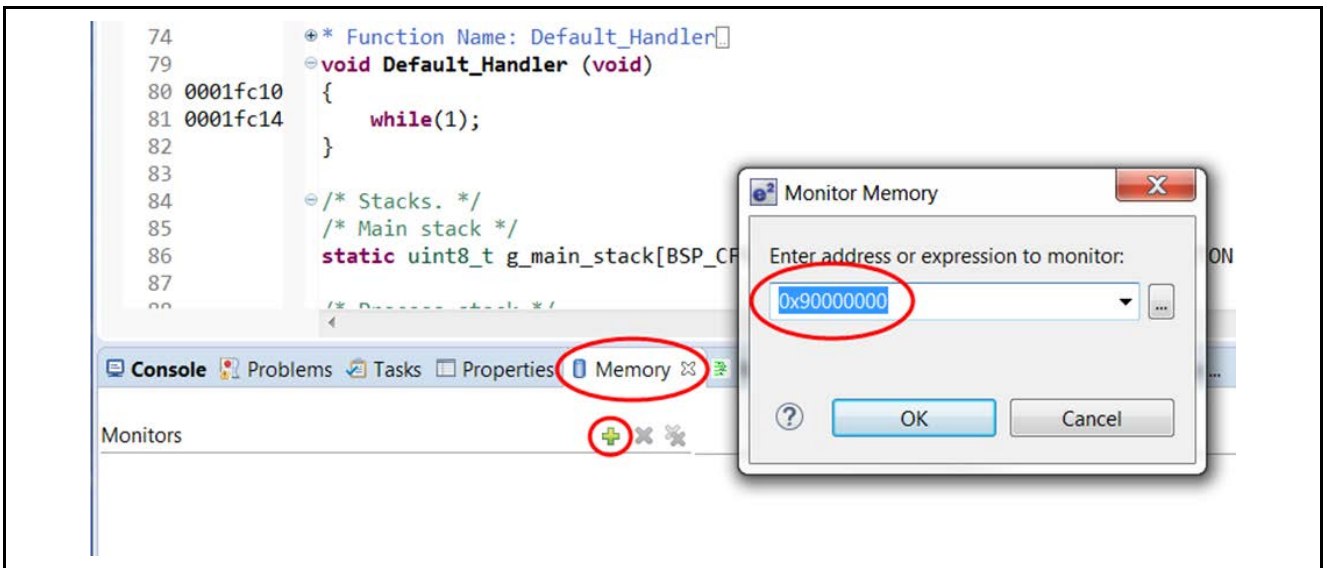 74 * Function Name: Default_Handler
79 void Default_Handler (void)
80 0001fc10 {
81 0001fc14 while(1);
82 }
83
84 /* Stacks. */
85 /* Main stack */
86 static uint8_t g_main_stack[BSP_CF ON
87
Monitor Memory
Enter address or expression to monitor:
0x90000000
...
? OK Cancel
Console Problems Tasks Properties Memory ...
Monitors